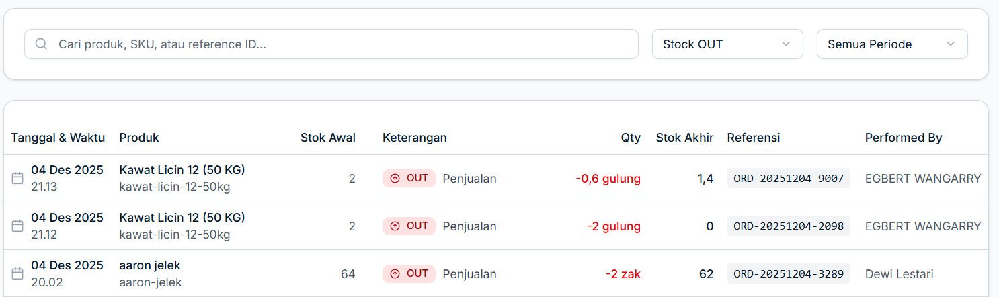 Cari produk, SKU, atau reference ID...
Stock OUT
Semua Periode
Tanggal & Waktu Produk Stok Awal Keterangan Qty Stok Akhir Referensi Performed By
04 Des 2025 Kawat Licin 12 (50 KG)
21.13 kawat-licin-12-50kg 2 OUT Penjualan -0,6 gulung 1,4 ORD-20251204-9007 EGBERT WANGARRY
04 Des 2025 Kawat Licin 12 (50 KG)
21.12 kawat-licin-12-50kg 2 OUT Penjualan -2 gulung 0 ORD-20251204-2098 EGBERT WANGARRY
04 Des 2025 aaron jelek
20.02 aaron-jelek 64 OUT Penjualan -2 zak 62 ORD-20251204-3289 Dewi Lestari